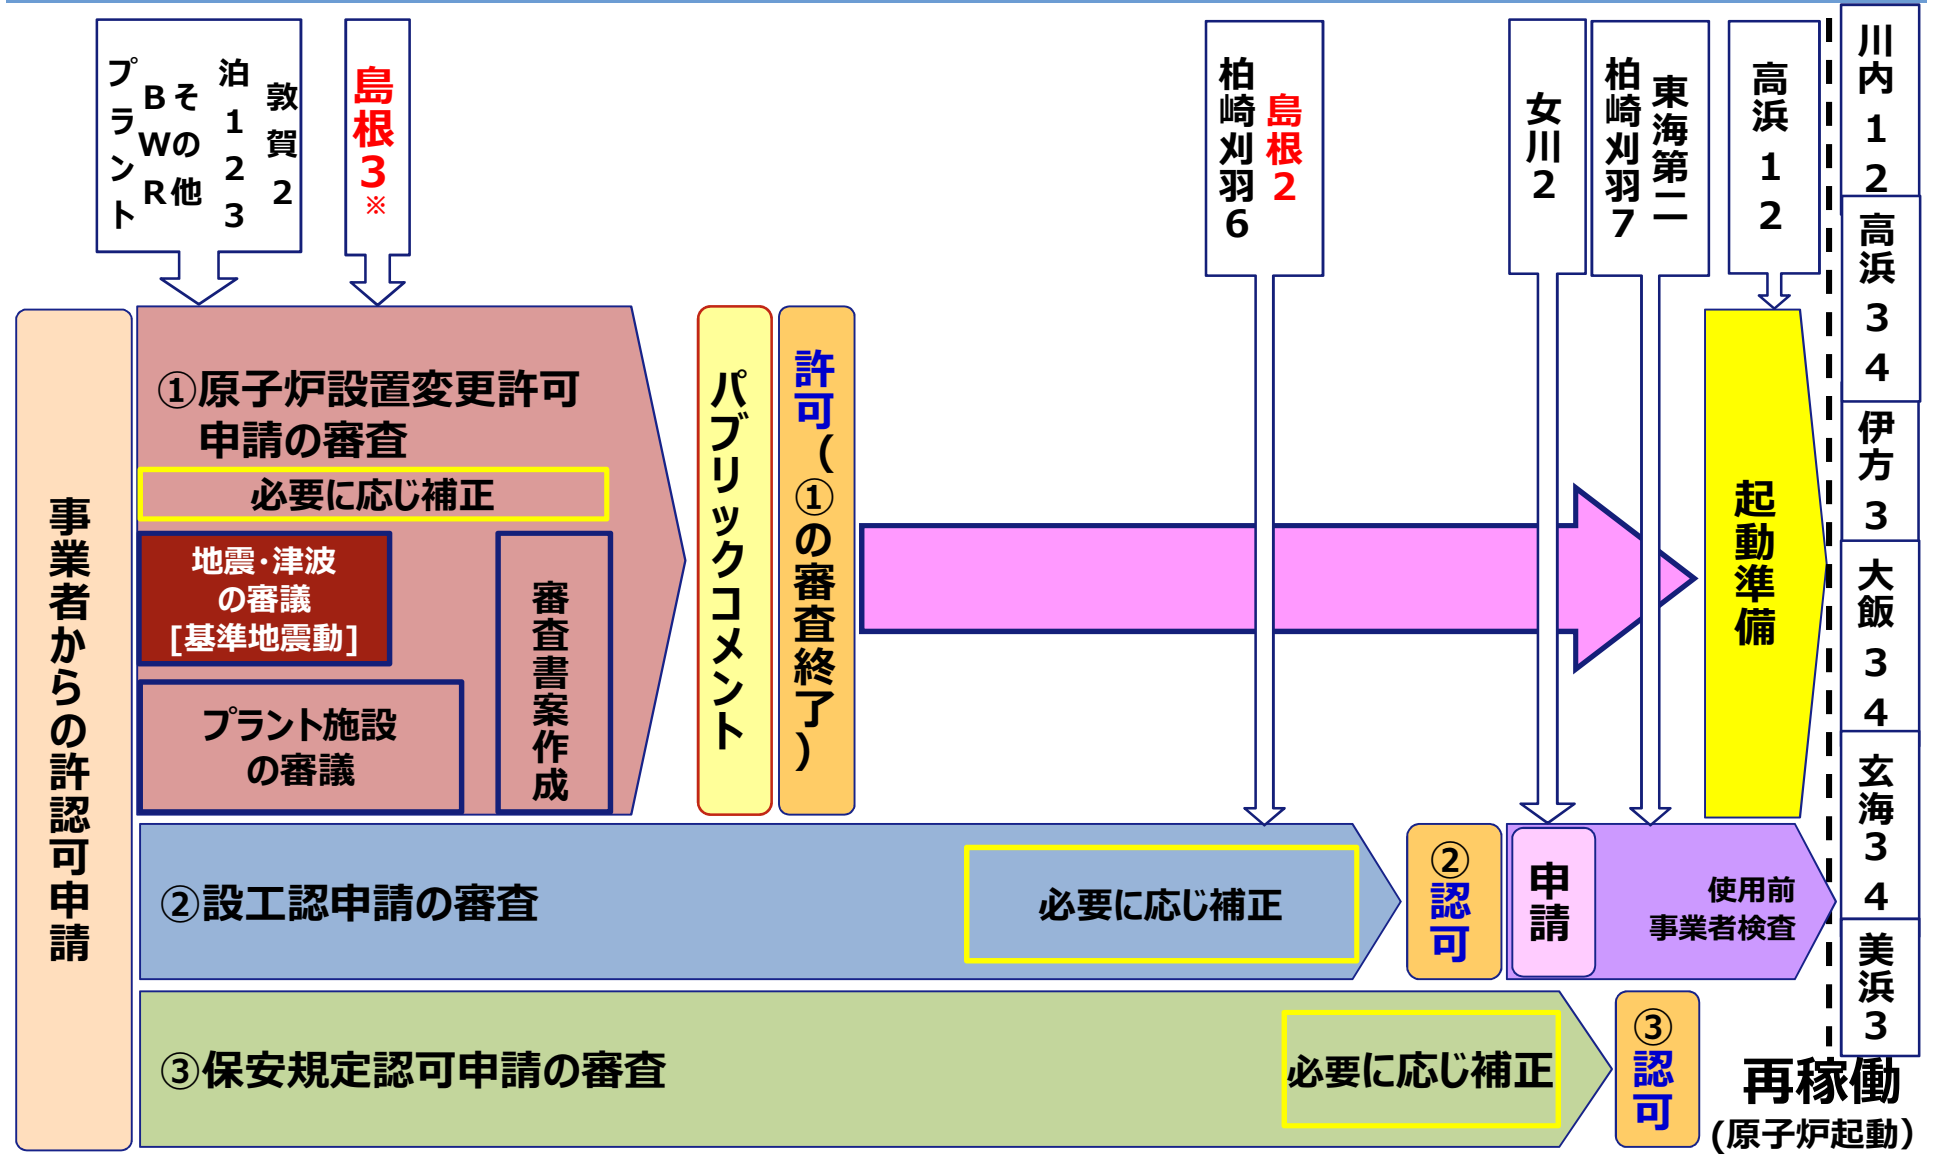 敦賀2
泊123
その他
BWR
プラント
島根3
※
島根2
柏崎刈羽6
女川2
東海第二
柏崎刈羽7
高浜12
川内12
高浜34
伊方3
大飯34
玄海34
美浜3
事業者からの許認可申請
①原子炉設置変更許可
申請の審査
必要に応じ補正
地震・津波
の審議
[基準地震動]
プラント施設
の審議
審査書案作成
パブリックコメント
許可(①の審査終了)
起動準備
②設工認申請の審査
必要に応じ補正
②認可
申請
使用前
事業者検査
③保安規定認可申請の審査
必要に応じ補正
③認可
再稼働
(原子炉起動)